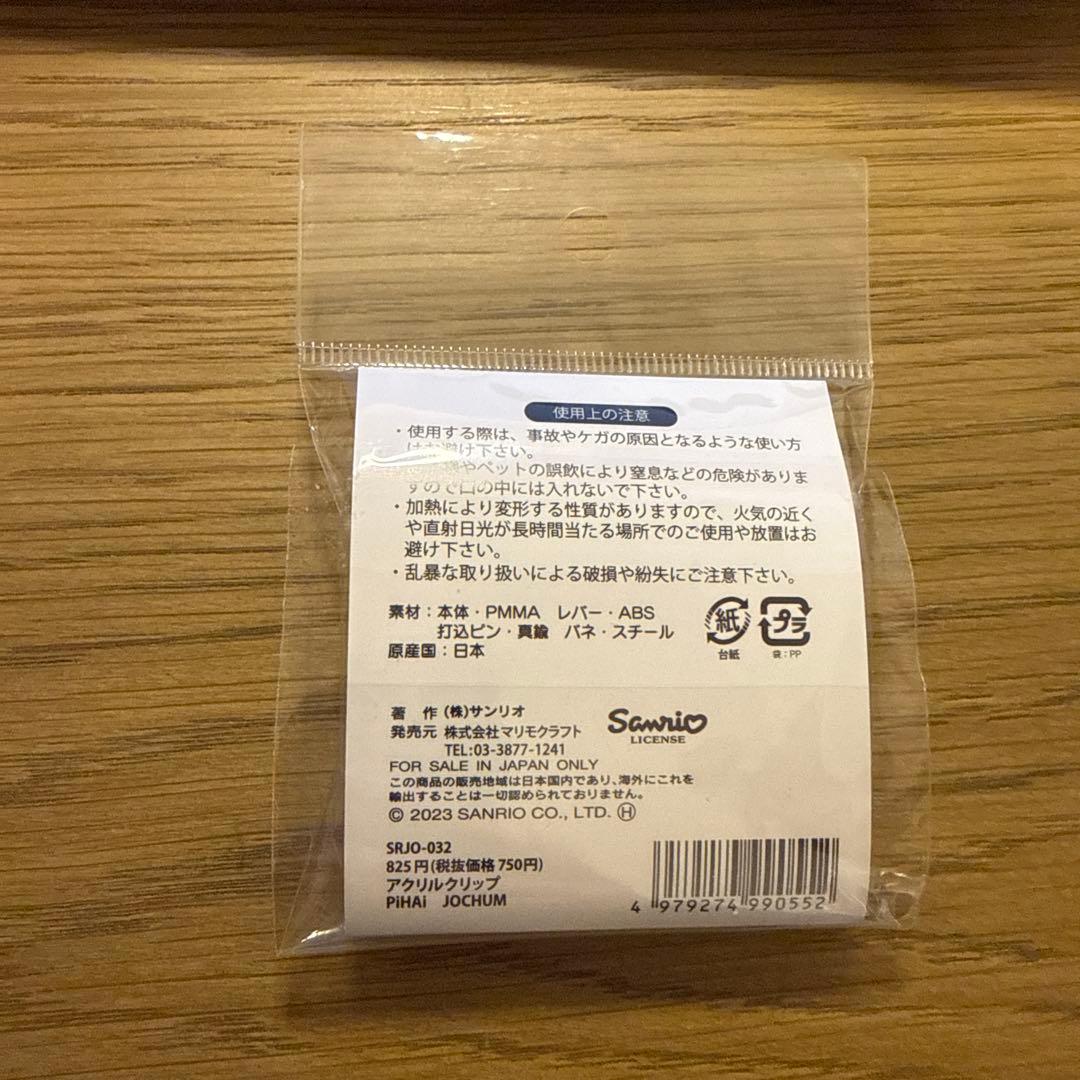 使用上の注意
・使用する際は、事故やケガの原因となるような使い方
はお避け下さい。
やペットの誤飲により窒息などの危険がありま
すので口の中には入れないで下さい。
・加熱により変形する性質がありますので、火気の近く
や直射日光が長時間当たる場所でのご使用や放置はお
避け下さい。
・乱暴な取り扱いによる破損や紛失にご注意下さい。
素材：本体・PMMA　レバー・ABS
打込ピン・真鍮　バネ・スチール
原産国：日本
紙 プラ
台紙 袋：PP
著　作 (株)サンリオ
発売元 株式会社マリモクラフト
TEL:03-3877-1241
Sanrio
LICENSE
FOR SALE IN JAPAN ONLY
この商品の販売地域は日本国内であり、海外にこれを
輸出することは一切認められておりません。
© 2023 SANRIO CO., LTD. Ⓗ
SRJO-032
825円(税抜価格750円)
アクリルクリップ
PiHAi　JOCHUM
4 979274 990552